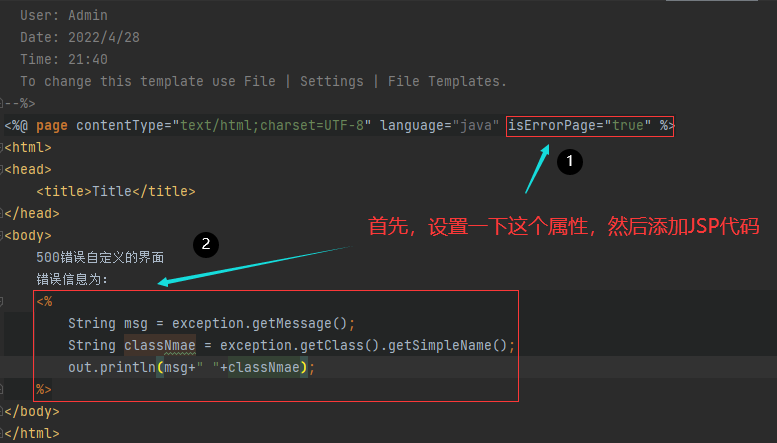 User: Admin
Date: 2022/4/28
Time: 21:40
To change this template use File | Settings | File Templates.
--%>
<%@ page contentType="text/html;charset=UTF-8" language="java" isErrorPage="true" %>
<html>
1
<head>
<title>Title</title>
</head>
首先，设置一下这个属性，然后添加JSP代码
<body>
2
500错误自定义的界面
错误信息为：
<%
String msg = exception.getMessage();
String classNmae = exception.getClass().getSimpleName();
out.println(msg+" "+classNmae);
%>
</body>
</html>